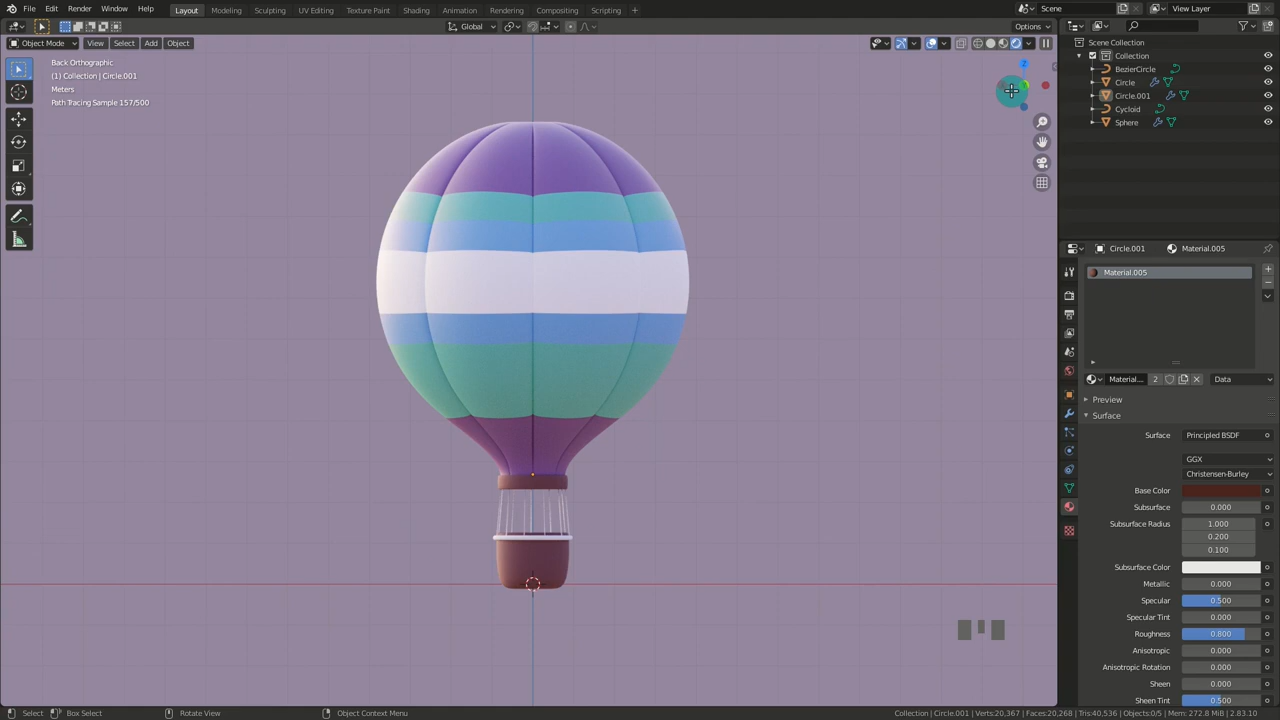 File Edit Render Window Help Layout Modeling Sculpting UV Editing Texture Paint Shading Animation Rendering Compositing Scripting + Scene View Layer
Global Options
Object Mode View Select Add Object
Back Orthographic
(1) Collection | Circle.001
Meters
Path Tracing Sample 157/500
Z
Scene Collection
Collection
BezierCircle
Circle
Circle.001
Cycloid
Sphere
Circle.001 Material.005
Material.005
Material... 2 Data
Preview
Surface
Surface Principled BSDF
GGX
Christensen-Burley
Base Color
Subsurface 0.000
Subsurface Radius 1.000
0.200
0.100
Subsurface Color
Metallic 0.000
Specular 0.500
Specular Tint 0.000
Roughness 0.800
Anisotropic 0.000
Anisotropic Rotation 0.000
Sheen 0.000
Sheen Tint 0.500
Select Box Select Rotate View Object Context Menu Collection | Circle.001 | Verts:20,367 | Faces:20,268 | Tris:40,536 | Objects:0/5 | Mem: 272.8 MiB | 2.83.10